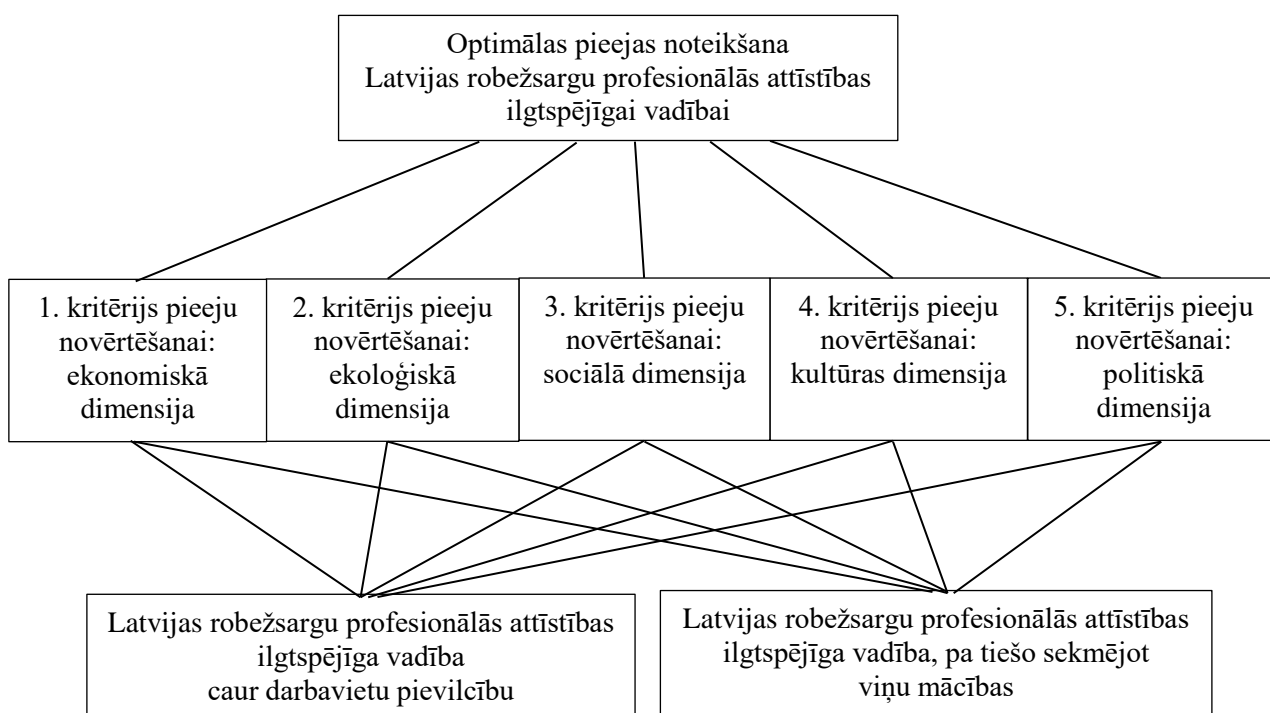 Optimālas pieejas noteikšana
Latvijas robežsargu profesionālās attīstības
ilgtspējīgai vadībai
1. kritērijs pieeju
novērtēšanai:
ekonomiskā
dimensija
2. kritērijs pieeju
novērtēšanai:
ekoloģiskā
dimensija
3. kritērijs pieeju
novērtēšanai:
sociālā dimensija
4. kritērijs pieeju
novērtēšanai:
kultūras dimensija
5. kritērijs pieeju
novērtēšanai:
politiskā
dimensija
Latvijas robežsargu profesionālās attīstības
ilgtspējīga vadība
caur darbavietu pievilcību
Latvijas robežsargu profesionālās attīstības
ilgtspējīga vadība, pa tiešo sekmējot
viņu mācības